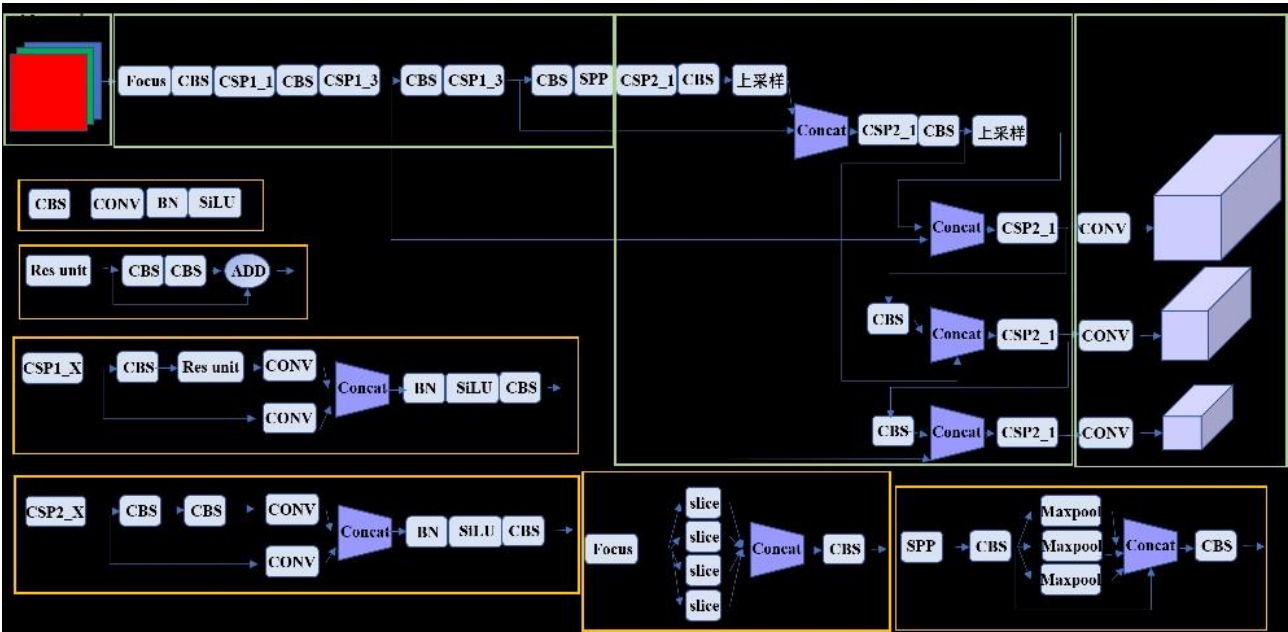 Focus CBS CSP1_1 CBS CSP1_3 CBS CSP1_3 CBS SPP CSP2_1 CBS 上采样
Concat CSP2_1 CBS 上采样
CBS CONV BN SiLU
Concat CSP2_1 CONV
Res unit CBS CBS ADD
CBS Concat CSP2_1 CONV
CSP1_X CBS Res unit CONV
Concat BN SiLU CBS
CONV
CBS Concat CSP2_1 CONV
CSP2_X CBS CBS CONV
Concat BN SiLU CBS
CONV
Focus slice
slice
slice
slice
Concat CBS
SPP CBS Maxpool
Maxpool
Maxpool
Concat CBS